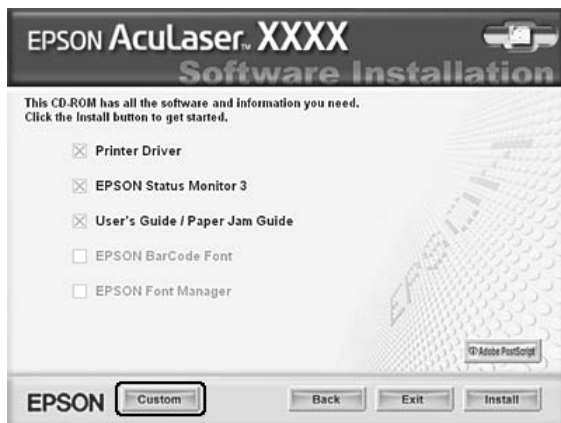 EPSON AcuLaser™ XXXX
Software Installation
This CD-ROM has all the software and information you need.
Click the Install button to get started.
Printer Driver
EPSON Status Monitor 3
User's Guide / Paper Jam Guide
EPSON BarCode Font
EPSON Font Manager
EPSON
Adobe PostScript
EPSON Custom Back Exit Install